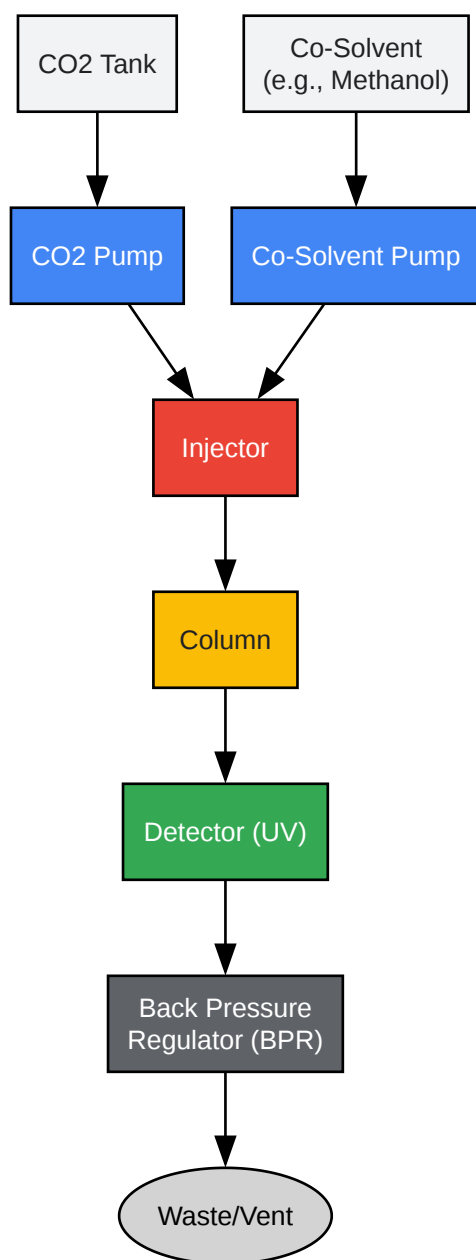 CO2 Tank
Co-Solvent
(e.g., Methanol)
CO2 Pump
Co-Solvent Pump
Injector
Column
Detector (UV)
Back Pressure
Regulator (BPR)
Waste/Vent